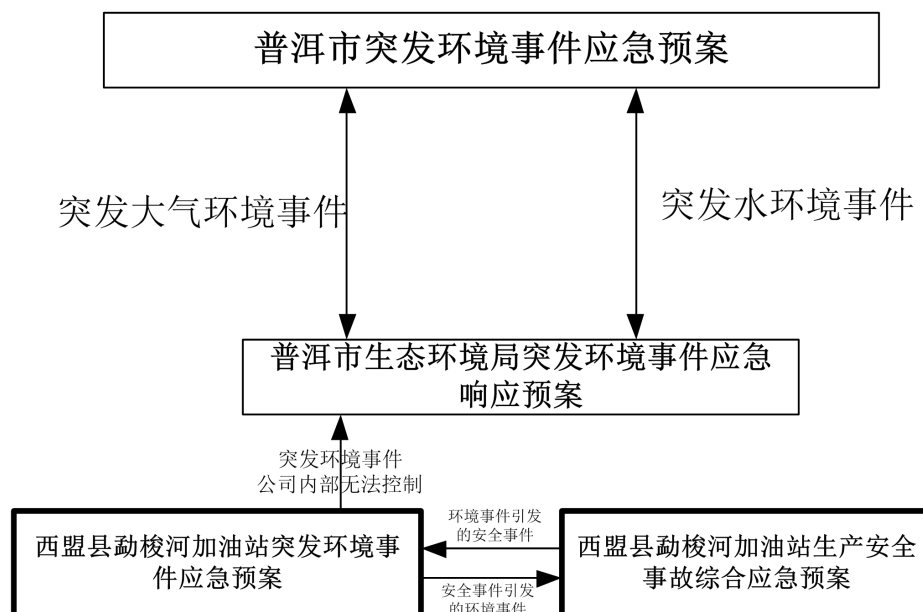 普洱市突发环境事件应急预案
突发大气环境事件
突发水环境事件
普洱市生态环境局突发环境事件应急
响应预案
突发环境事件
公司内部无法控制
西盟县勐梭河加油站突发环境事
件应急预案
环境事件引发
的安全事件
安全事件引发
的环境事件
西盟县勐梭河加油站生产安全
事故综合应急预案